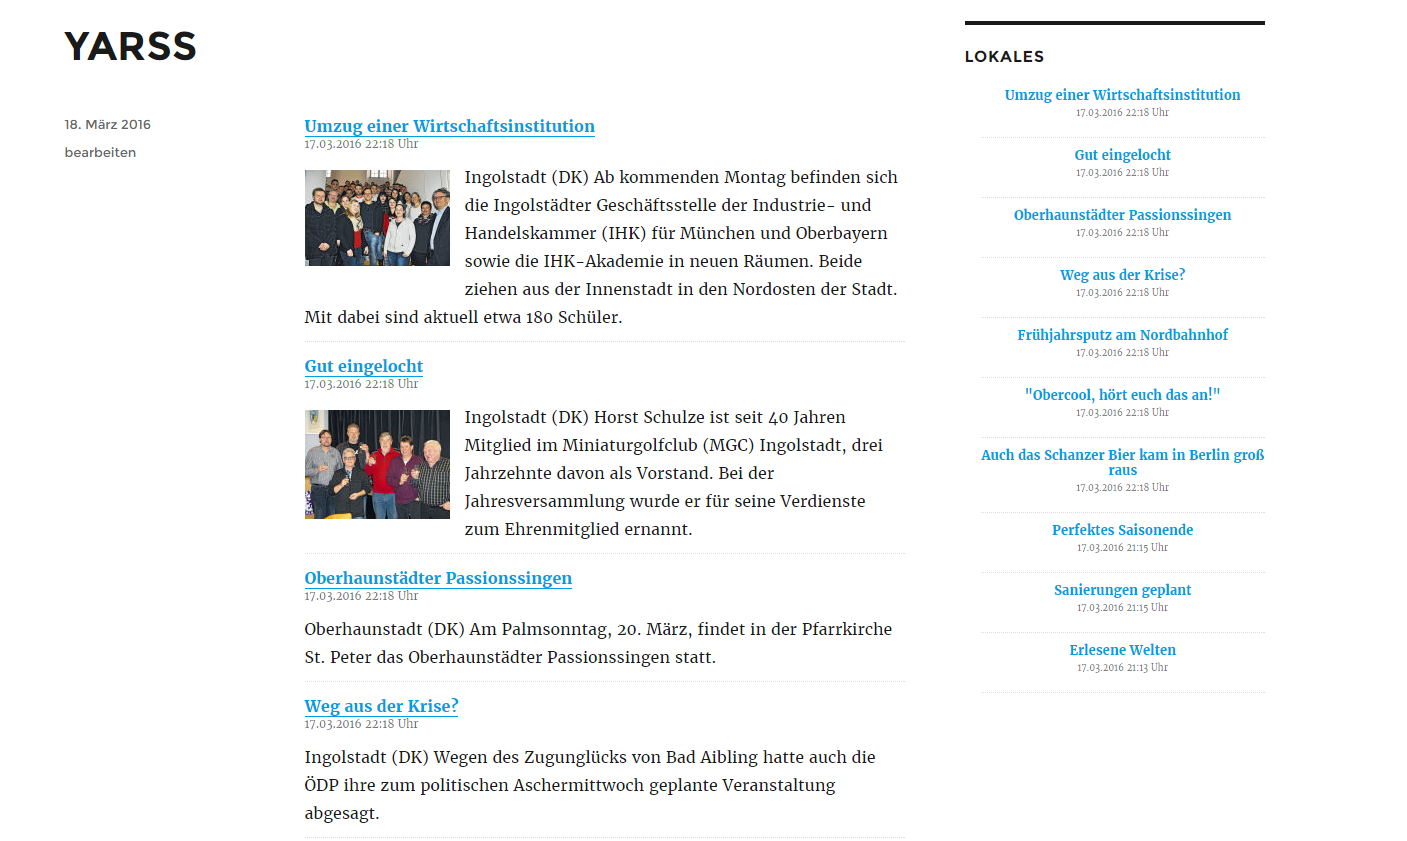 YARSS
18. März 2016
bearbeiten
Umzug einer Wirtschaftsinstitution
17.03.2016 22:18 Uhr
Ingolstadt (DK) Ab kommenden Montag befinden sich
die Ingolstädter Geschäftsstelle der Industrie- und
Handelskammer (IHK) für München und Oberbayern
sowie die IHK-Akademie in neuen Räumen. Beide
ziehen aus der Innenstadt in den Nordosten der Stadt.
Mit dabei sind aktuell etwa 180 Schüler.
Gut eingelocht
17.03.2016 22:18 Uhr
Ingolstadt (DK) Horst Schulze ist seit 40 Jahren
Mitglied im Miniaturgolfclub (MGC) Ingolstadt, drei
Jahrzehnte davon als Vorstand. Bei der
Jahresversammlung wurde er für seine Verdienste
zum Ehrenmitglied ernannt.
Oberhaunstädter Passionssingen
17.03.2016 22:18 Uhr
Oberhaunstadt (DK) Am Palmsonntag, 20. März, findet in der Pfarrkirche
St. Peter das Oberhaunstädter Passionssingen statt.
Weg aus der Krise?
17.03.2016 22:18 Uhr
Ingolstadt (DK) Wegen des Zugunglücks von Bad Aibling hatte auch die
ÖDP ihre zum politischen Aschermittwoch geplante Veranstaltung
abgesagt.
LOKALES
Umzug einer Wirtschaftsinstitution
17.03.2016 22:18 Uhr
Gut eingelocht
17.03.2016 22:18 Uhr
Oberhaunstädter Passionssingen
17.03.2016 22:18 Uhr
Weg aus der Krise?
17.03.2016 22:18 Uhr
Frühjahrsputz am Nordbahnhof
17.03.2016 22:18 Uhr
"Obercool, hört euch das an!"
17.03.2016 22:18 Uhr
Auch das Schanzer Bier kam in Berlin groß
raus
17.03.2016 22:18 Uhr
Perfektes Saisonende
17.03.2016 21:15 Uhr
Sanierungen geplant
17.03.2016 21:15 Uhr
Erlesene Welten
17.03.2016 21:13 Uhr